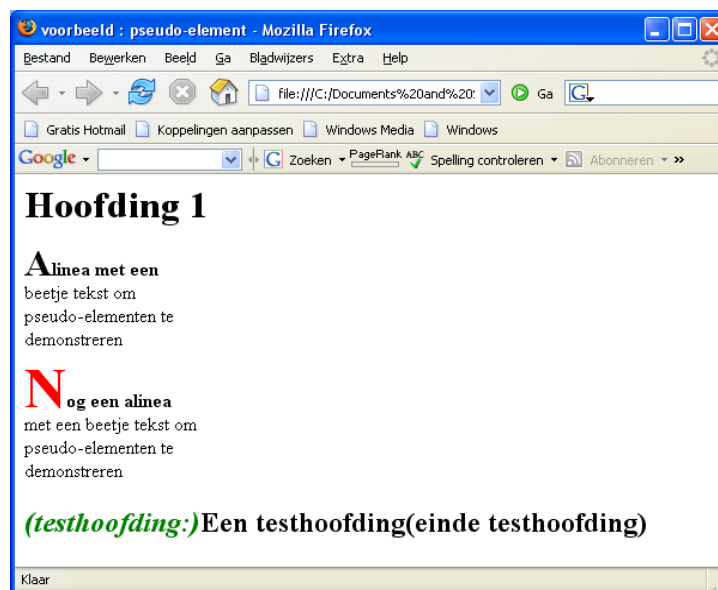 voorbeeld : pseudo-element - Mozilla Firefox
Bestand Bewerken Beeld Ga Bladwijzers Extra Help
file:///C:/Documents%20and%20: Ga G
Gratis Hotmail Koppelingen aanpassen Windows Media Windows
Google G Zoeken PageRank ABC Spelling controleren Abonneren »
Hoofding 1
Alinea met een
beetje tekst om
pseudo-elementen te
demonstreren
Nog een alinea
met een beetje tekst om
pseudo-elementen te
demonstreren
(testhoofding:)Een testhoofding(einde testhoofding)
Klaar